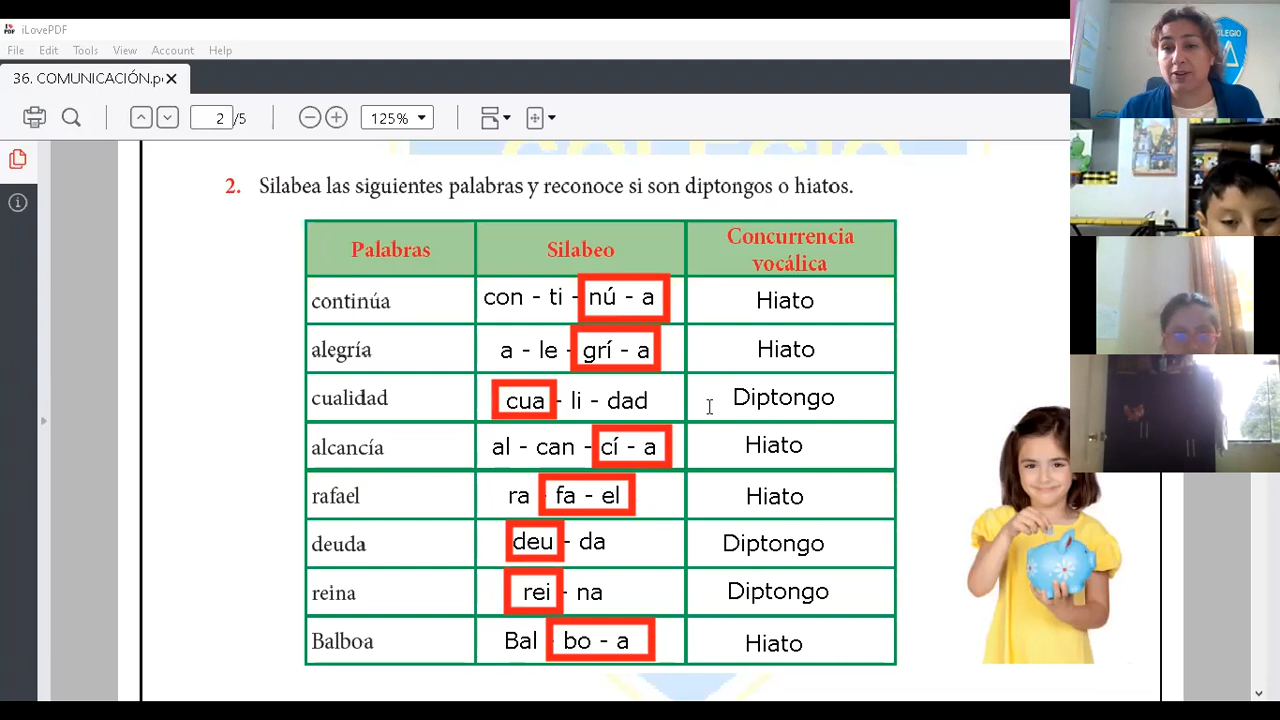 iLovePDF
File Edit Tools View Account Help
36. COMUNICACIÓN.p
2 /5
125%
2. Silabea las siguientes palabras y reconoce si son diptongos o hiatos.
Palabras Silabeo Concurrencia
vocálica
continúa con - ti - nú - a Hiato
alegría a - le - grí - a Hiato
cualidad cua - li - dad Diptongo
alcancía al - can - cí - a Hiato
rafael ra - fa - el Hiato
deuda deu - da Diptongo
reina rei - na Diptongo
Balboa Bal - bo - a Hiato